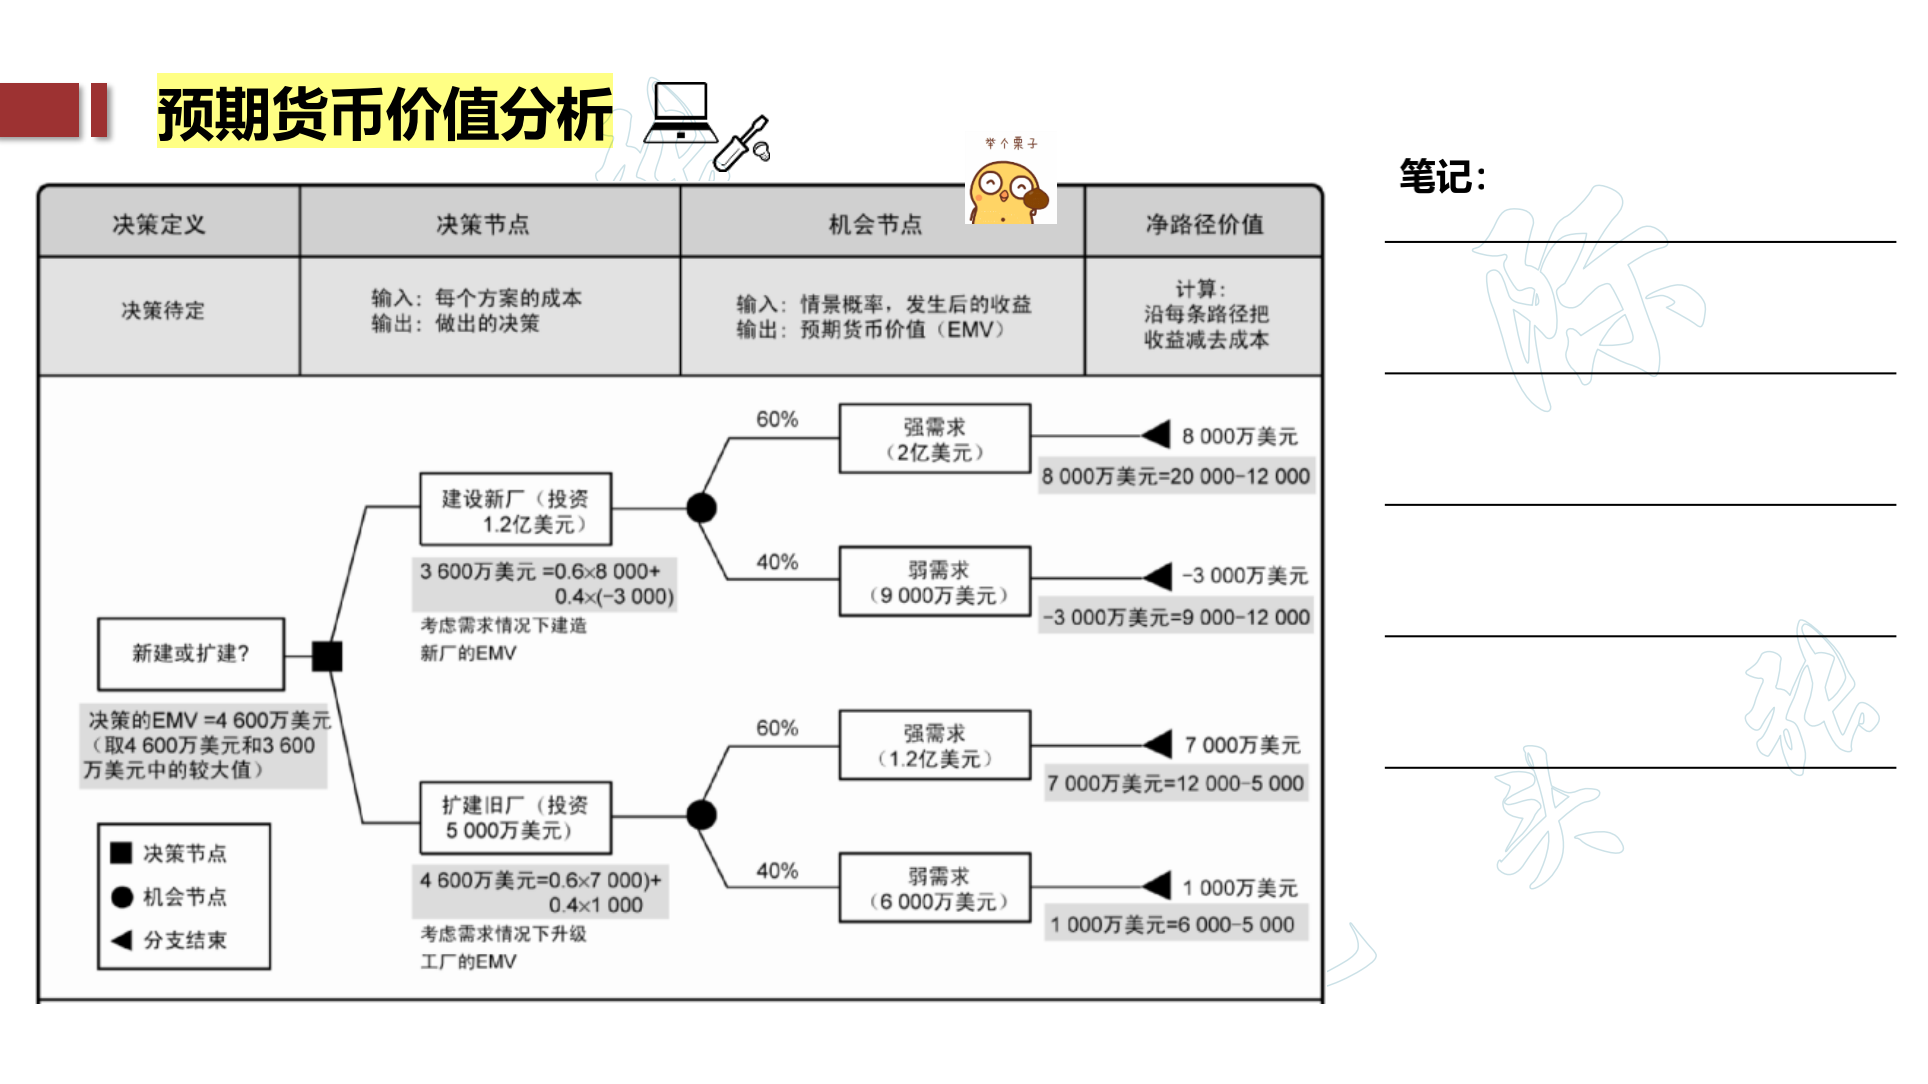 预期货币价值分析
举个栗子
笔记：
决策定义
决策节点
机会节点
净路径价值
决策待定
输入：每个方案的成本
输出：做出的决策
输入：情景概率，发生后的收益
输出：预期货币价值（EMV）
计算：
沿每条路径把
收益减去成本
新建或扩建?
决策的EMV =4 600万美元
（取4 600万美元和3 600
万美元中的较大值）
建设新厂（投资
1.2亿美元）
3 600万美元 =0.6×8 000+
0.4×(−3 000)
考虑需求情况下建造
新厂的EMV
60%
强需求
（2亿美元）
8 000万美元
8 000万美元=20 000−12 000
40%
弱需求
（9 000万美元）
−3 000万美元
−3 000万美元=9 000−12 000
扩建旧厂（投资
5 000万美元）
4 600万美元=0.6×7 000)+
0.4×1 000
考虑需求情况下升级
工厂的EMV
60%
强需求
（1.2亿美元）
7 000万美元
7 000万美元=12 000−5 000
40%
弱需求
（6 000万美元）
1 000万美元
1 000万美元=6 000−5 000
决策节点
机会节点
分支结束